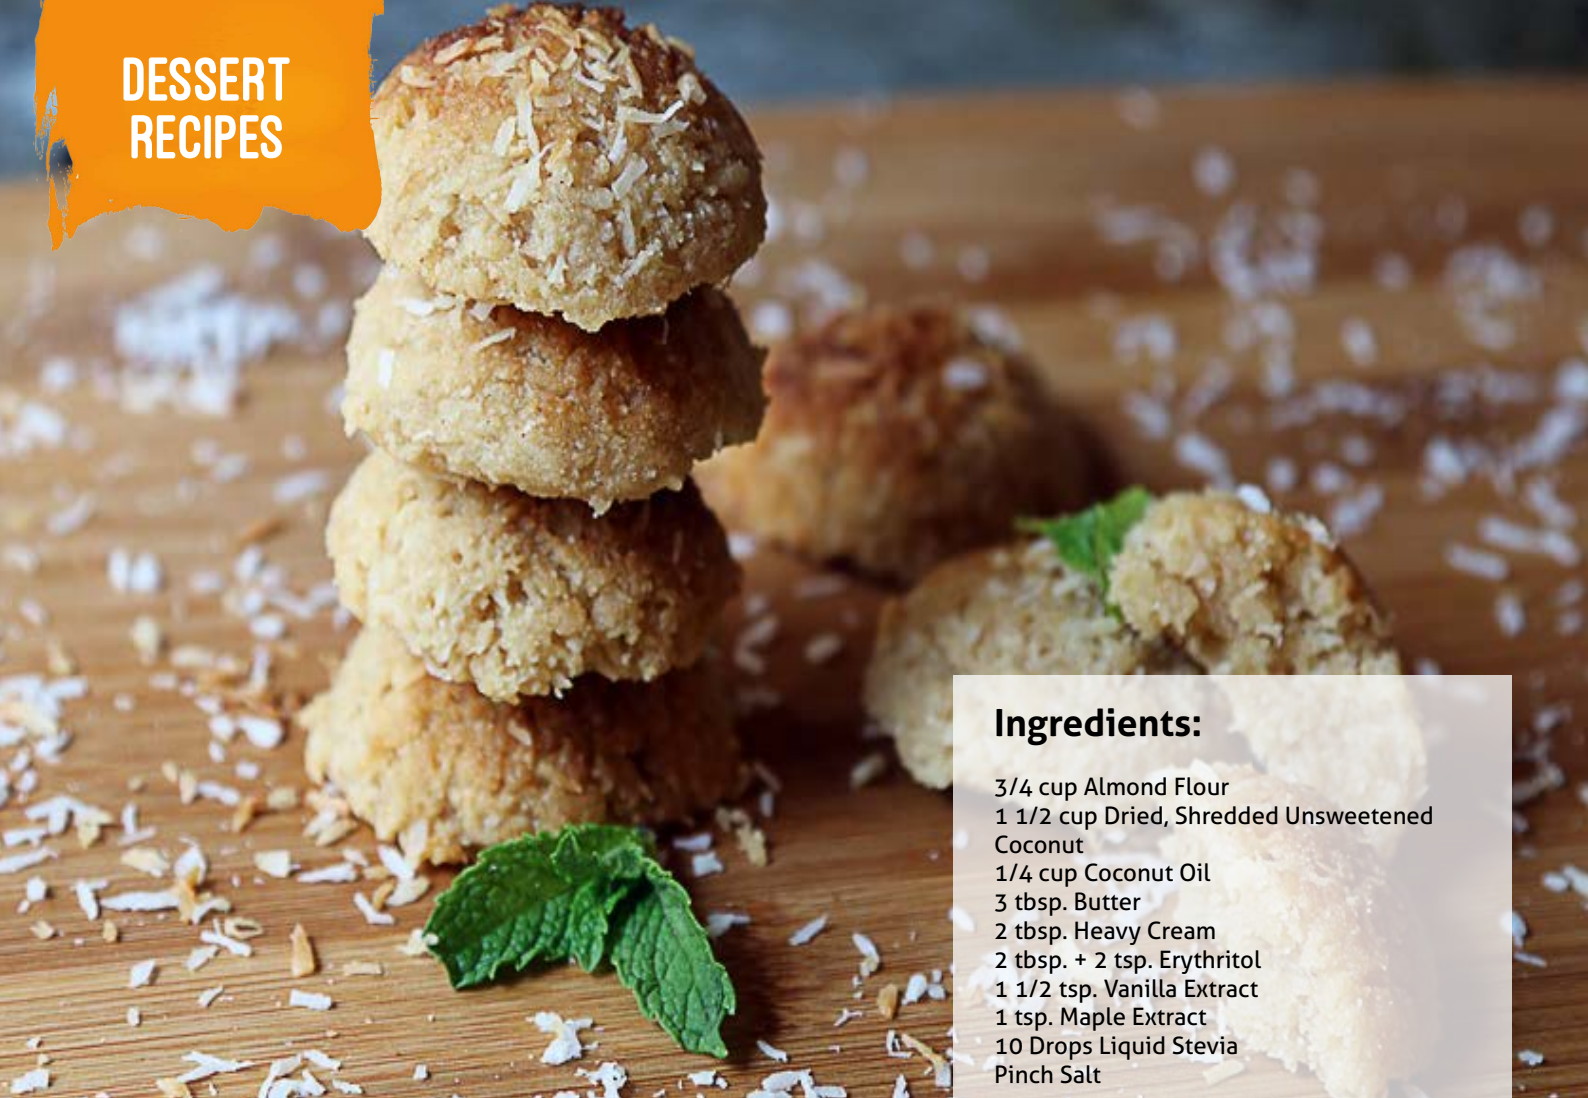 DESSERT
RECIPES
Ingredients:
3/4 cup Almond Flour
1 1/2 cup Dried, Shredded Unsweetened
Coconut
1/4 cup Coconut Oil
3 tbsp. Butter
2 tbsp. Heavy Cream
2 tbsp. + 2 tsp. Erythritol
1 1/2 tsp. Vanilla Extract
1 tsp. Maple Extract
10 Drops Liquid Stevia
Pinch Salt